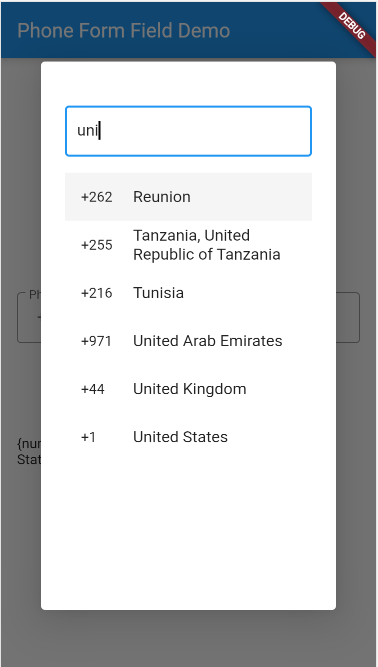 Phone Form Field Demo
DEBUG
uni
+262 Reunion
+255 Tanzania, United
Republic of Tanzania
+216 Tunisia
Ph
+971 United Arab Emirates
+44 United Kingdom
+1 United States
{nur
Stat